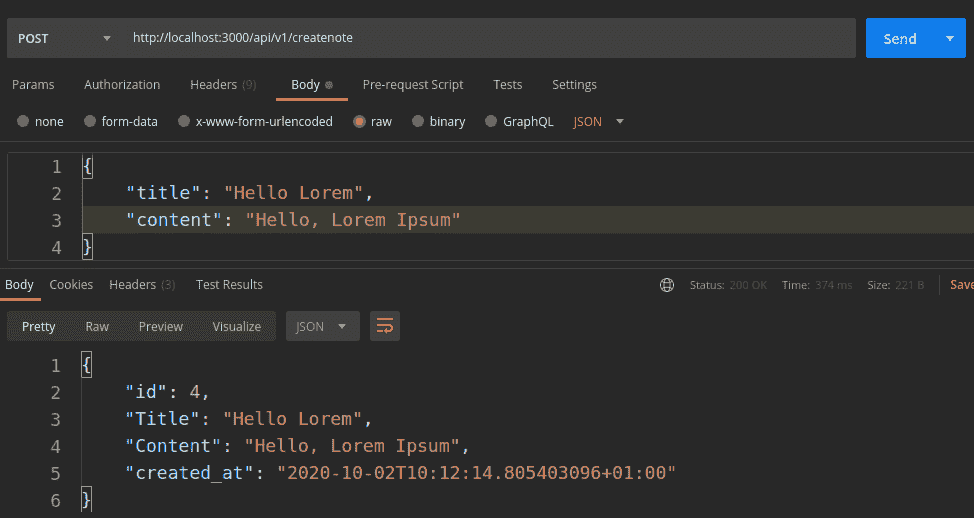 POST http://localhost:3000/api/v1/createnote Send
Params Authorization Headers (9) Body Pre-request Script Tests Settings
none form-data x-www-form-urlencoded raw binary GraphQL JSON
1 {
2 "title": "Hello Lorem",
3 "content": "Hello, Lorem Ipsum"
4 }
Body Cookies Headers (3) Test Results Status: 200 OK Time: 374 ms Size: 221 B Save
Pretty Raw Preview Visualize JSON
1 {
2 "id": 4,
3 "Title": "Hello Lorem",
4 "Content": "Hello, Lorem Ipsum",
5 "created_at": "2020-10-02T10:12:14.805403096+01:00"
6 }